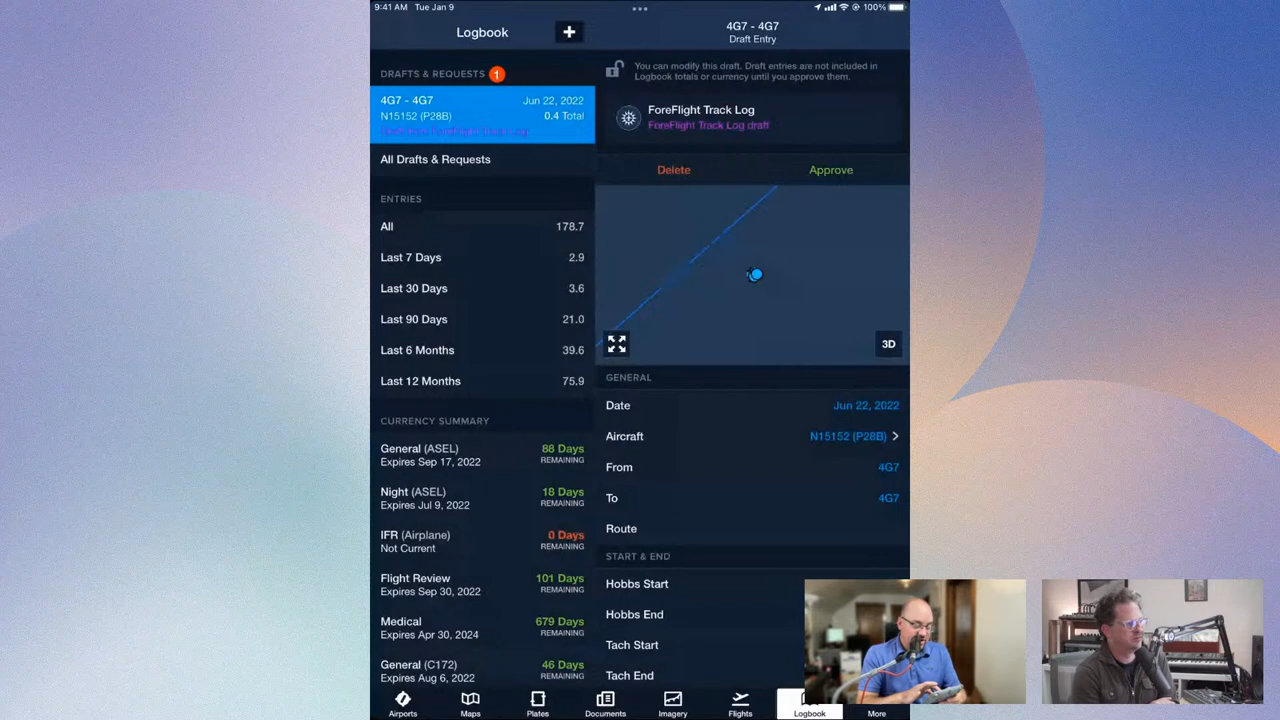 9:41 AM Tue Jan 9
100%
Logbook
4G7 - 4G7
Draft Entry
DRAFTS & REQUESTS 1
You can modify this draft. Draft entries are not included in
Logbook totals or currency until you approve them.
4G7 - 4G7 Jun 22, 2022
N15152 (P28B) 0.4 Total
ForeFlight Track Log
ForeFlight Track Log
ForeFlight Track Log draft
All Drafts & Requests
Delete Approve
ENTRIES
All 178.7
Last 7 Days 2.9
Last 30 Days 3.6
Last 90 Days 21.0
Last 6 Months 39.6
Last 12 Months 75.9
3D
CURRENCY SUMMARY
General (ASEL) 88 Days
Expires Sep 17, 2022 REMAINING
Night (ASEL) 18 Days
Expires Jul 9, 2022 REMAINING
IFR (Airplane) 0 Days
Not Current REMAINING
Flight Review 101 Days
Expires Sep 30, 2022 REMAINING
Medical 679 Days
Expires Apr 30, 2024 REMAINING
General (C172) 46 Days
Expires Aug 6, 2022 REMAINING
GENERAL
Date Jun 22, 2022
Aircraft N15152 (P28B)
From 4G7
To 4G7
Route
START & END
Hobbs Start
Hobbs End
Tach Start
Tach End
Airports Maps Plates Documents Imagery Flights Logbook More